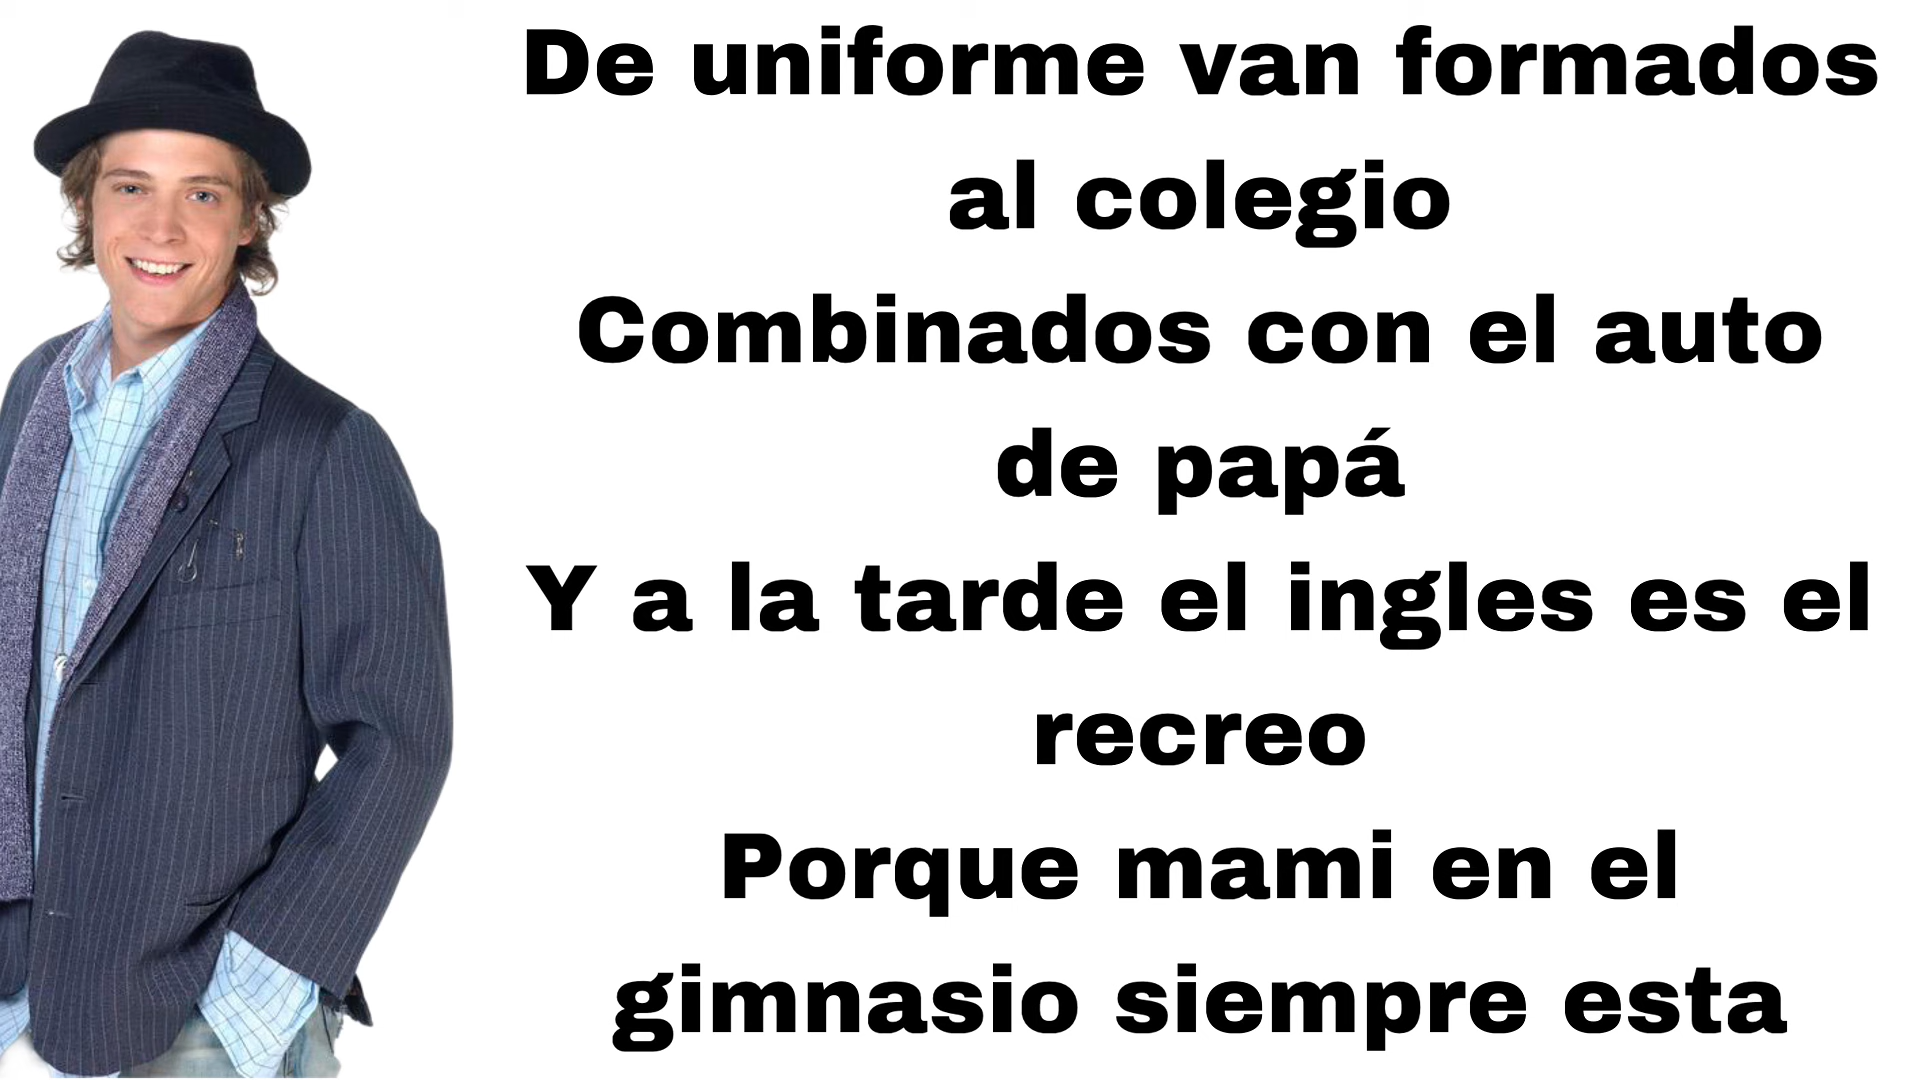 De uniforme van formados
al colegio
Combinados con el auto
de papá
Y a la tarde el ingles es el
recreo
Porque mami en el
gimnasio siempre esta